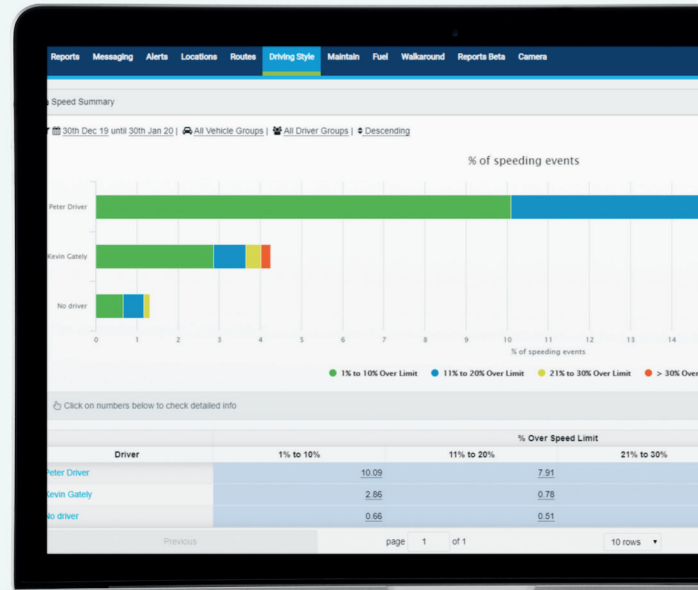 Reports Messaging Alerts Locations Routes Driving Style Maintain Fuel Walkaround Reports Beta Camera
Speed Summary
30th Dec 19 until 30th Jan 20 | All Vehicle Groups | All Driver Groups | Descending
% of speeding events
Peter Driver
Kevin Gately
No driver
0 1 2 3 4 5 6 7 8 9 10 11 12 13 14
% of speeding events
1% to 10% Over Limit 11% to 20% Over Limit 21% to 30% Over Limit > 30% Over
Click on numbers below to check detailed info
% Over Speed Limit
Driver 1% to 10% 11% to 20% 21% to 30%
Peter Driver 10.09 7.91
Kevin Gately 2.86 0.78
No driver 0.66 0.51
Previous page 1 of 1 10 rows